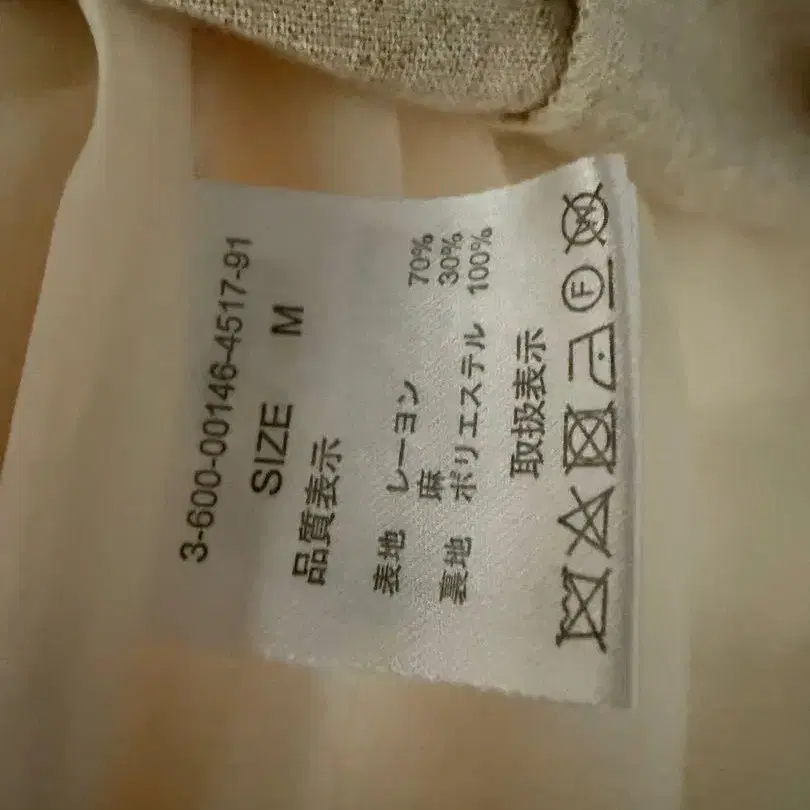 3-600-00146-4517-91
SIZE M
品質表示
表地 レーヨン 70%
麻 30%
裏地 ポリエステル 100%
取扱表示
F
W